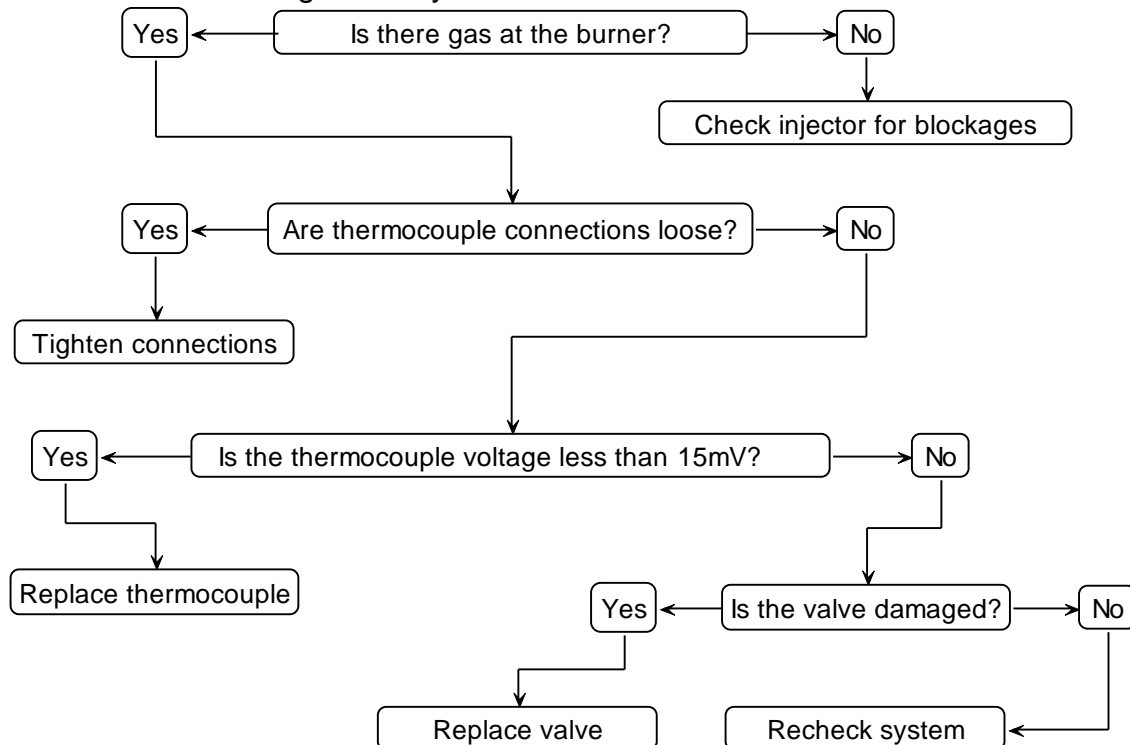 Yes
Is there gas at the burner?
No
Check injector for blockages
Yes
Are thermocouple connections loose?
No
Tighten connections
Yes
Is the thermocouple voltage less than 15mV?
No
Replace thermocouple
Yes
Is the valve damaged?
No
Replace valve
Recheck system